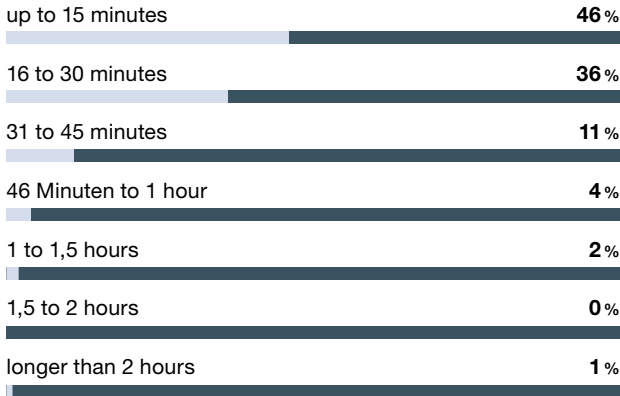 up to 15 minutes 46 %
16 to 30 minutes 36 %
31 to 45 minutes 11 %
46 Minuten to 1 hour 4 %
1 to 1,5 hours 2 %
1,5 to 2 hours 0 %
longer than 2 hours 1 %